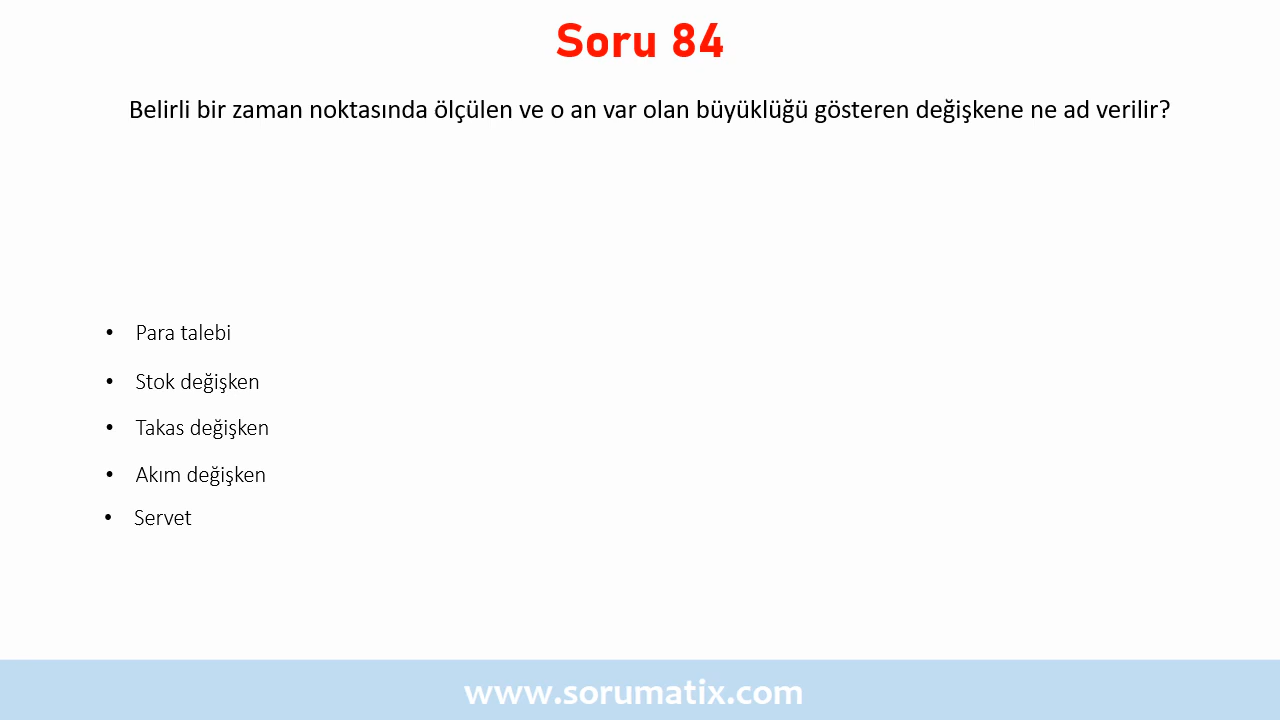 Soru 84
Belirli bir zaman noktasında ölçülen ve o an var olan büyüklüğü gösteren değişkene ne ad verilir?
• Para talebi
• Stok değişken
• Takas değişken
• Akım değişken
• Servet
www.sorumatix.com